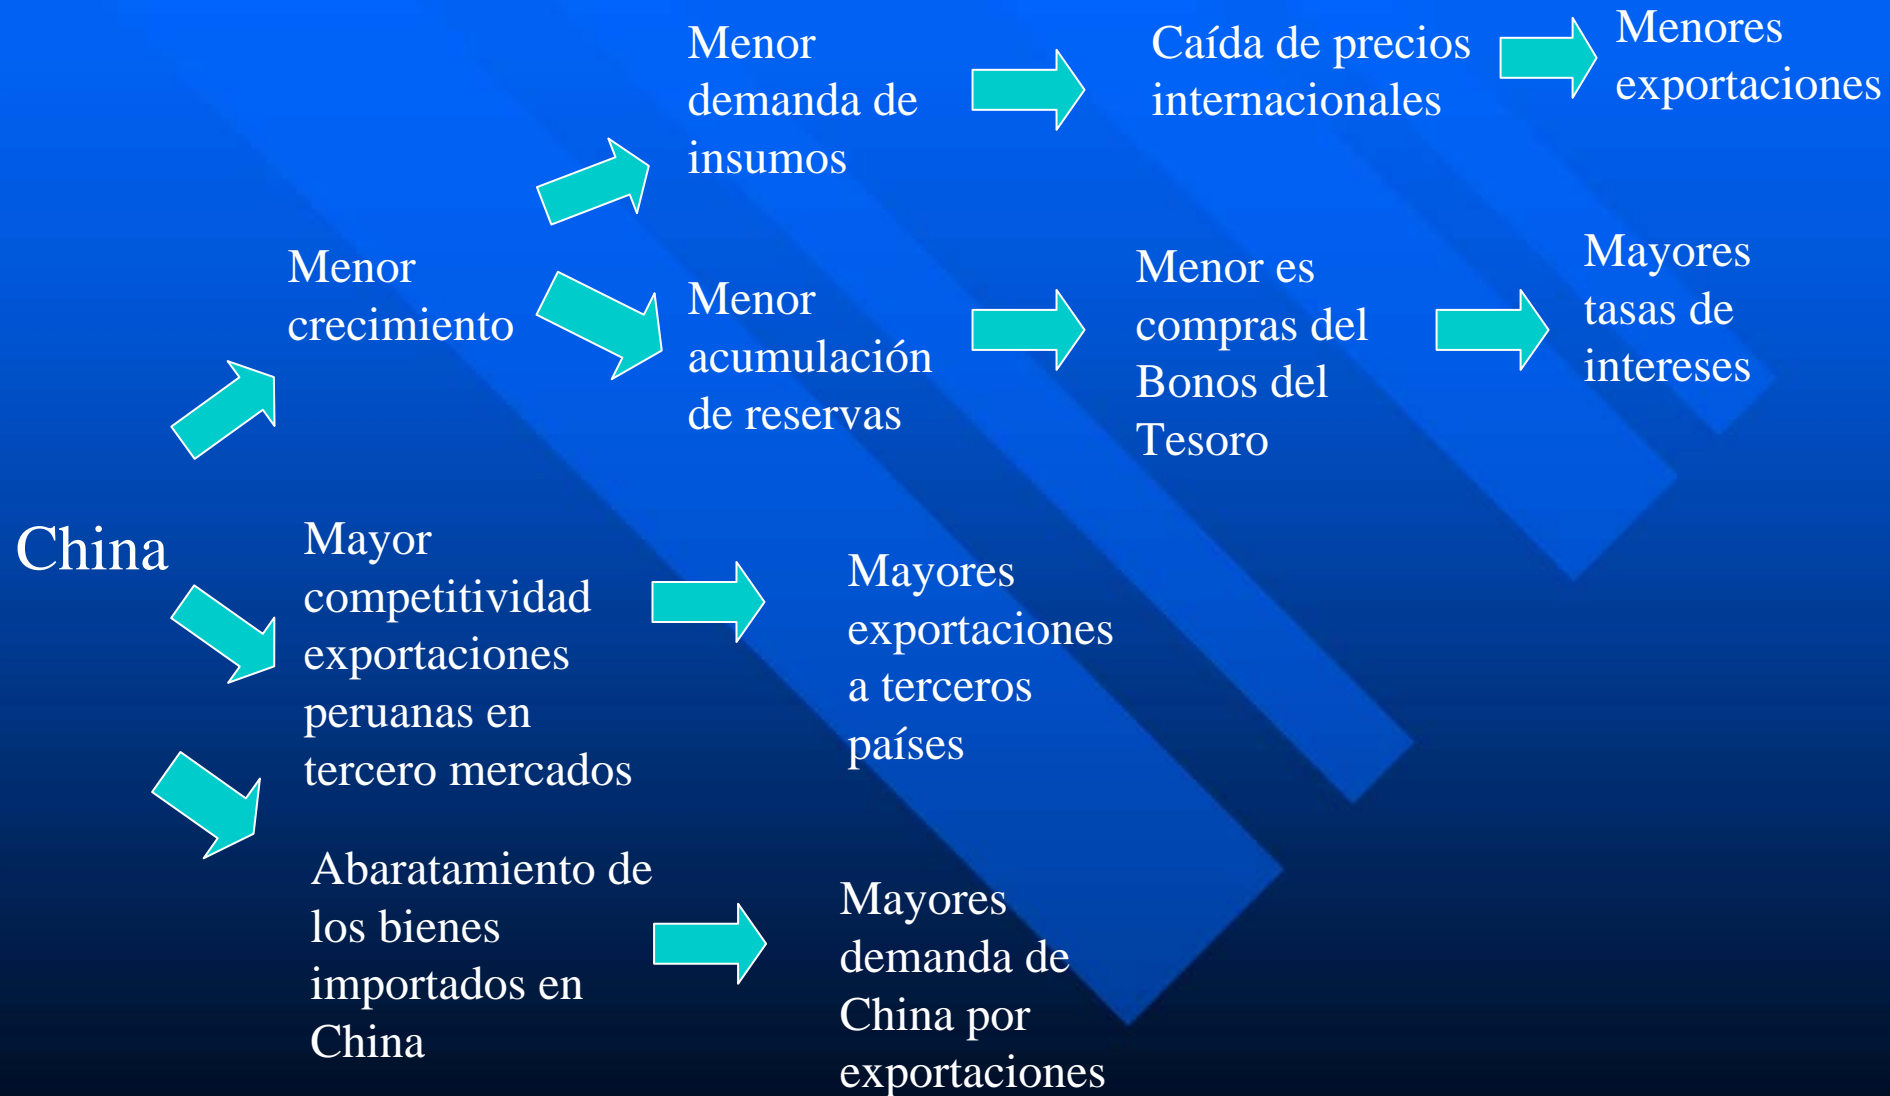 Menor
demanda de
insumos
Caída de precios
internacionales
Menores
exportaciones
Menor
crecimiento
Menor
acumulación
de reservas
Menor es
compras del
Bonos del
Tesoro
Mayores
tasas de
intereses
China
Mayor
competitividad
exportaciones
peruanas en
tercero mercados
Mayores
exportaciones
a terceros
países
Abaratamiento de
los bienes
importados en
China
Mayores
demanda de
China por
exportaciones